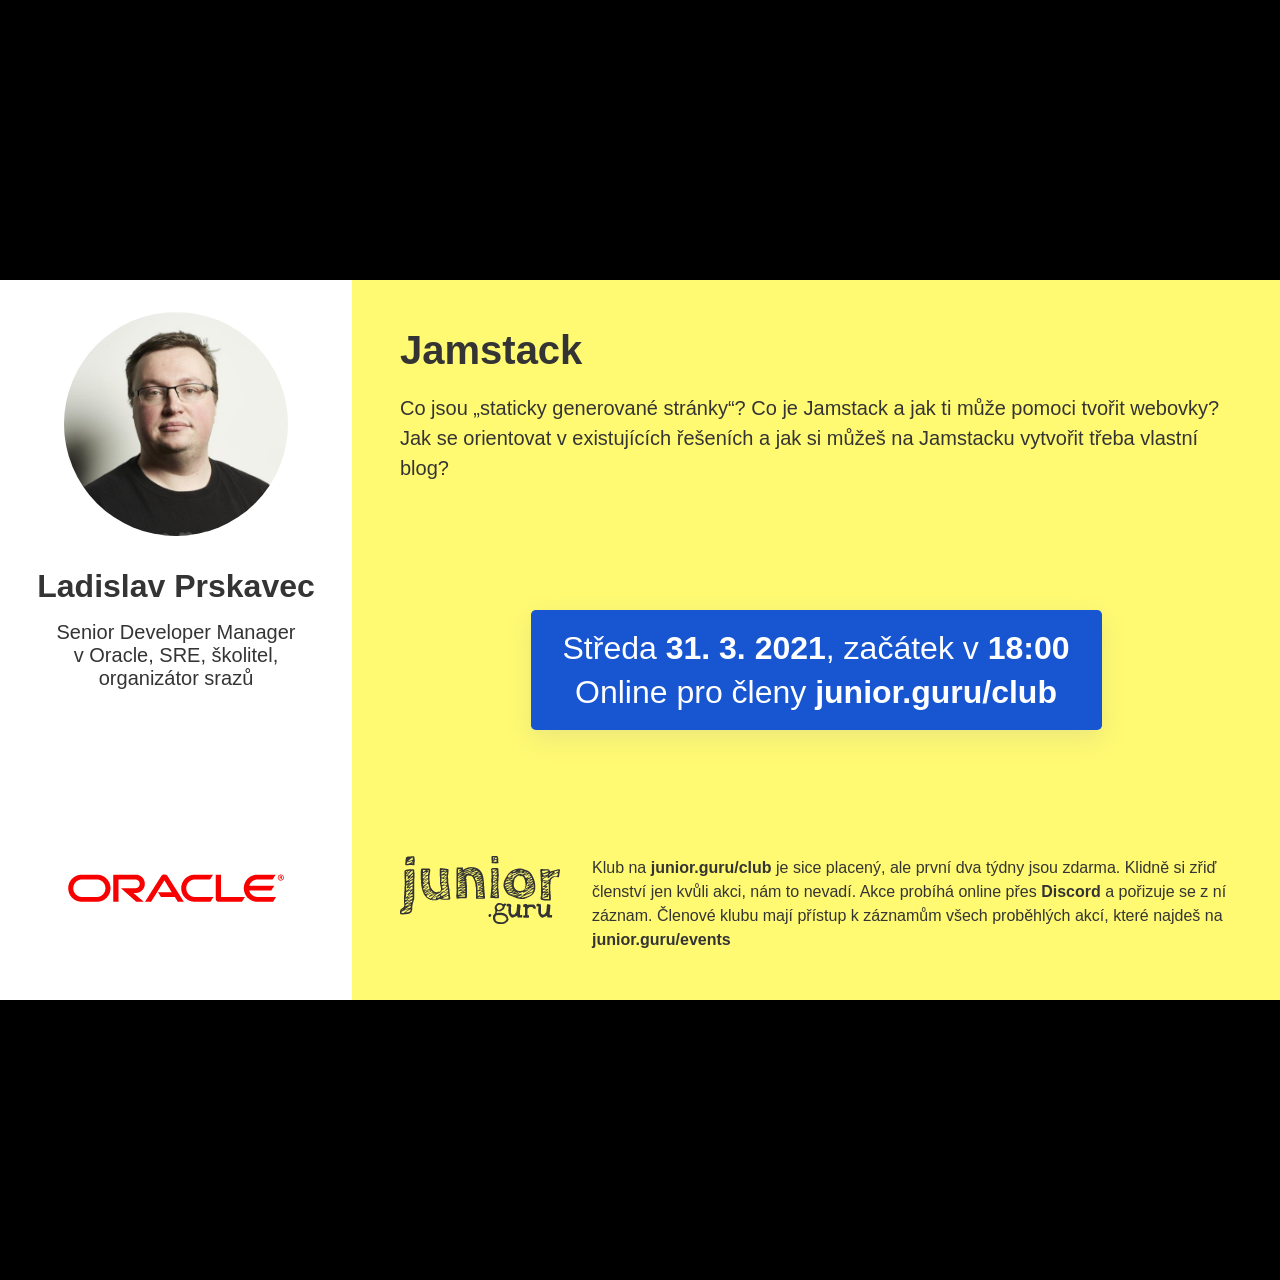 Ladislav Prskavec
Senior Developer Manager
v Oracle, SRE, školitel,
organizátor srazů
ORACLE®
Jamstack
Co jsou „staticky generované stránky“? Co je Jamstack a jak ti může pomoci tvořit webovky?
Jak se orientovat v existujících řešeních a jak si můžeš na Jamstacku vytvořit třeba vlastní
blog?
Středa 31. 3. 2021, začátek v 18:00
Online pro členy junior.guru/club
junior
.guru
Klub na junior.guru/club je sice placený, ale první dva týdny jsou zdarma. Klidně si zřiď
členství jen kvůli akci, nám to nevadí. Akce probíhá online přes Discord a pořizuje se z ní
záznam. Členové klubu mají přístup k záznamům všech proběhlých akcí, které najdeš na
junior.guru/events